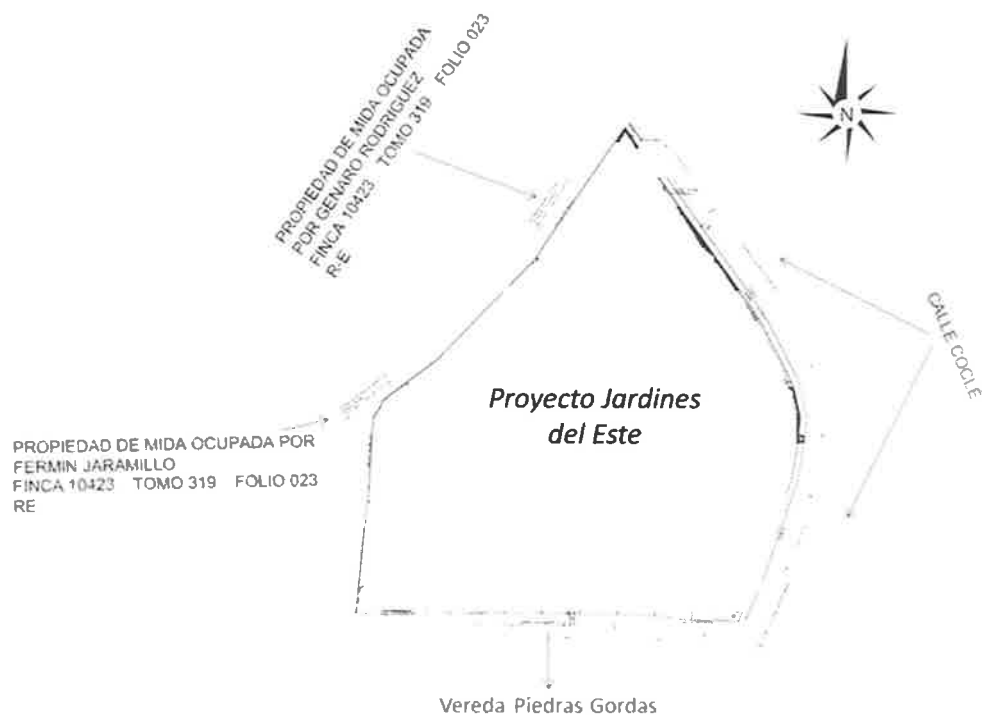 PROPIEDAD DE MIDA OCUPADA
POR GENARO RODRIGUEZ
FINCA 10423 TOMO 319 FOLIO 023
R-E
N
CALLE COCLÉ
Proyecto Jardines
del Este
PROPIEDAD DE MIDA OCUPADA POR
FERMIN JARAMILLO
FINCA 10423 TOMO 319 FOLIO 023
RE
Vereda Piedras Gordas